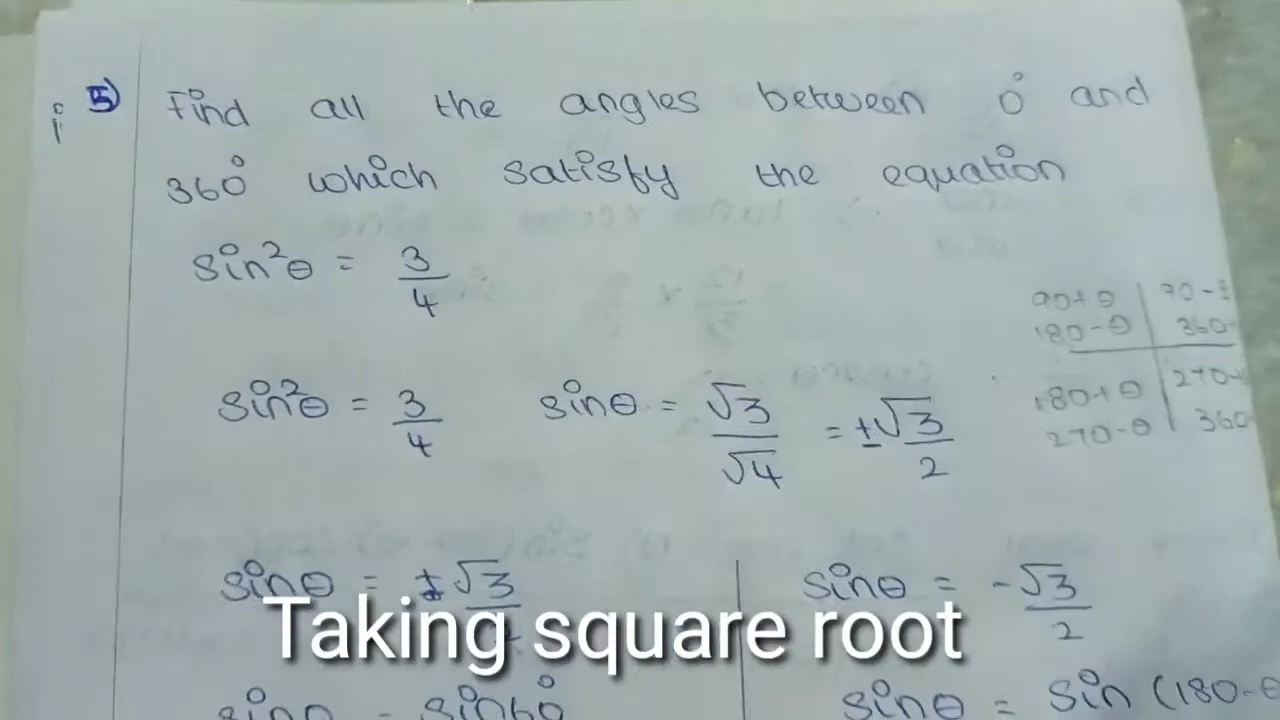 i 5) Find all the angles between 0° and
360° which satisfy the equation
sin²θ = 3/4
90+θ | 90-θ
180-θ | 360
180+θ | 270
270-θ | 360
sin²θ = 3/4 sinθ = √3/√4 = ±√3/2
sinθ = ±√3 sinθ = -√3/2
Taking square root
sinθ = sin60° sinθ = sin(180-θ